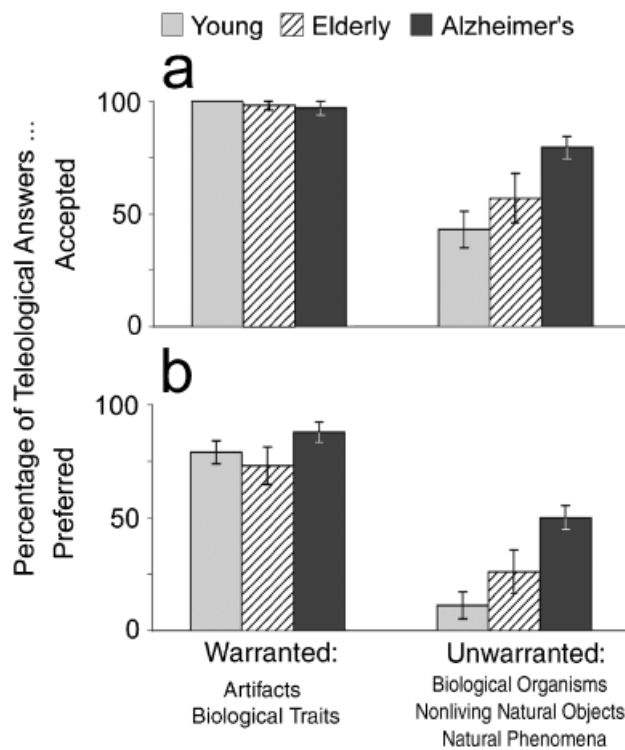 Young Elderly Alzheimer's
a
Percentage of Teleological Answers ...
Accepted
100
50
0
b
Preferred
100
50
0
Warranted:
Artifacts
Biological Traits
Unwarranted:
Biological Organisms
Nonliving Natural Objects
Natural Phenomena